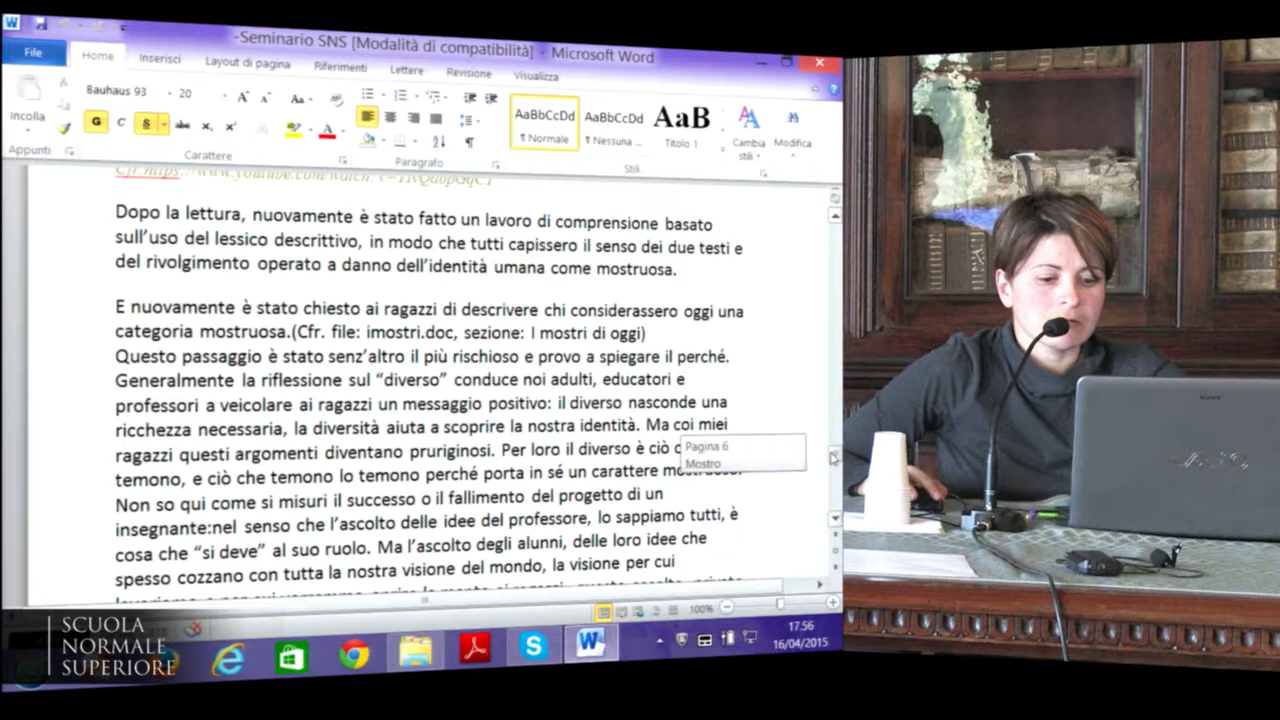 -Seminario SNS [Modalità di compatibilità] - Microsoft Word
File Home Inserisci Layout di pagina Riferimenti Lettere Revisione Visualizza
Bauhaus 93 20
Incolla
Appunti Carattere Paragrafo Stili
AaBbCcDd AaBbCcDd AaB
¶ Normale ¶ Nessuna ... Titolo 1
Cambia stili
Modifica
Dopo la lettura, nuovamente è stato fatto un lavoro di comprensione basato
sull'uso del lessico descrittivo, in modo che tutti capissero il senso dei due testi e
del rivolgimento operato a danno dell'identità umana come mostruosa.
E nuovamente è stato chiesto ai ragazzi di descrivere chi considerassero oggi una
categoria mostruosa.(Cfr. file: imostri.doc, sezione: I mostri di oggi)
Questo passaggio è stato senz'altro il più rischioso e provo a spiegare il perché.
Generalmente la riflessione sul "diverso" conduce noi adulti, educatori e
professori a veicolare ai ragazzi un messaggio positivo: il diverso nasconde una
ricchezza necessaria, la diversità aiuta a scoprire la nostra identità. Ma coi miei
ragazzi questi argomenti diventano pruriginosi. Per loro il diverso è ciò
temono, e ciò che temono lo temono perché porta in sé un carattere
Non so qui come si misuri il successo o il fallimento del progetto di un
insegnante:nel senso che l'ascolto delle idee del professore, lo sappiamo tutti, è
cosa che "si deve" al suo ruolo. Ma l'ascolto degli alunni, delle loro idee che
spesso cozzano con tutta la nostra visione del mondo, la visione per cui
Pagina 6
Mostro
100%
17.56
16/04/2015
SCUOLA
NORMALE
SUPERIORE
VAIO